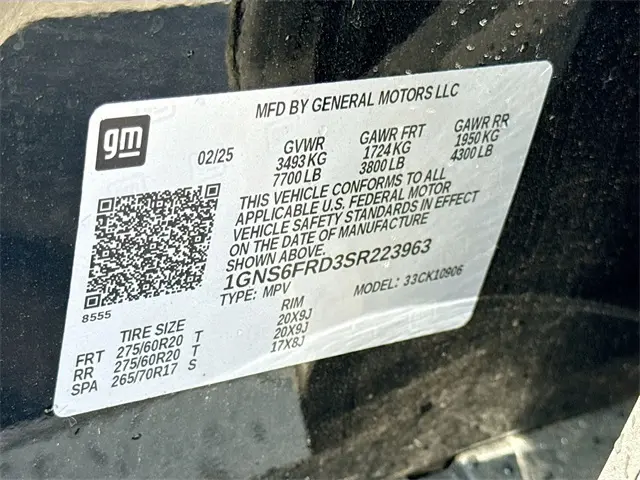 MFD BY GENERAL MOTORS LLC
gm
02/25
GVWR GAWR FRT GAWR RR
3493 KG 1724 KG 1950 KG
7700 LB 3800 LB 4300 LB
THIS VEHICLE CONFORMS TO ALL
APPLICABLE U.S. FEDERAL MOTOR
VEHICLE SAFETY STANDARDS IN EFFECT
ON THE DATE OF MANUFACTURE
SHOWN ABOVE.
1GNS6FRD3SR223963
TYPE: MPV MODEL: 33CK10906
8555
TIRE SIZE RIM
FRT 275/60R20 T 20X9J
RR 275/60R20 T 20X9J
SPA 265/70R17 S 17X8J